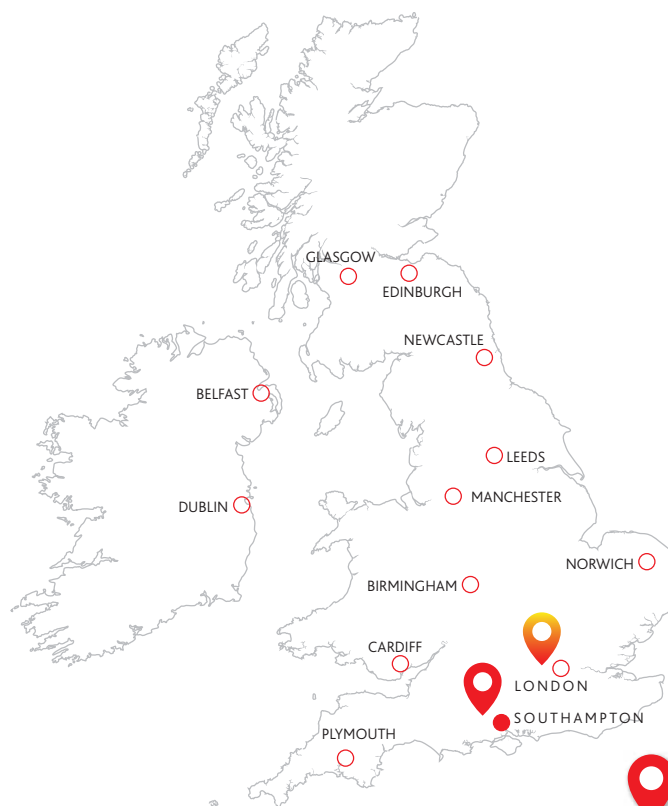 GLASGOW
EDINBURGH
NEWCASTLE
BELFAST
LEEDS
MANCHESTER
DUBLIN
NORWICH
BIRMINGHAM
CARDIFF
LONDON
SOUTHAMPTON
PLYMOUTH